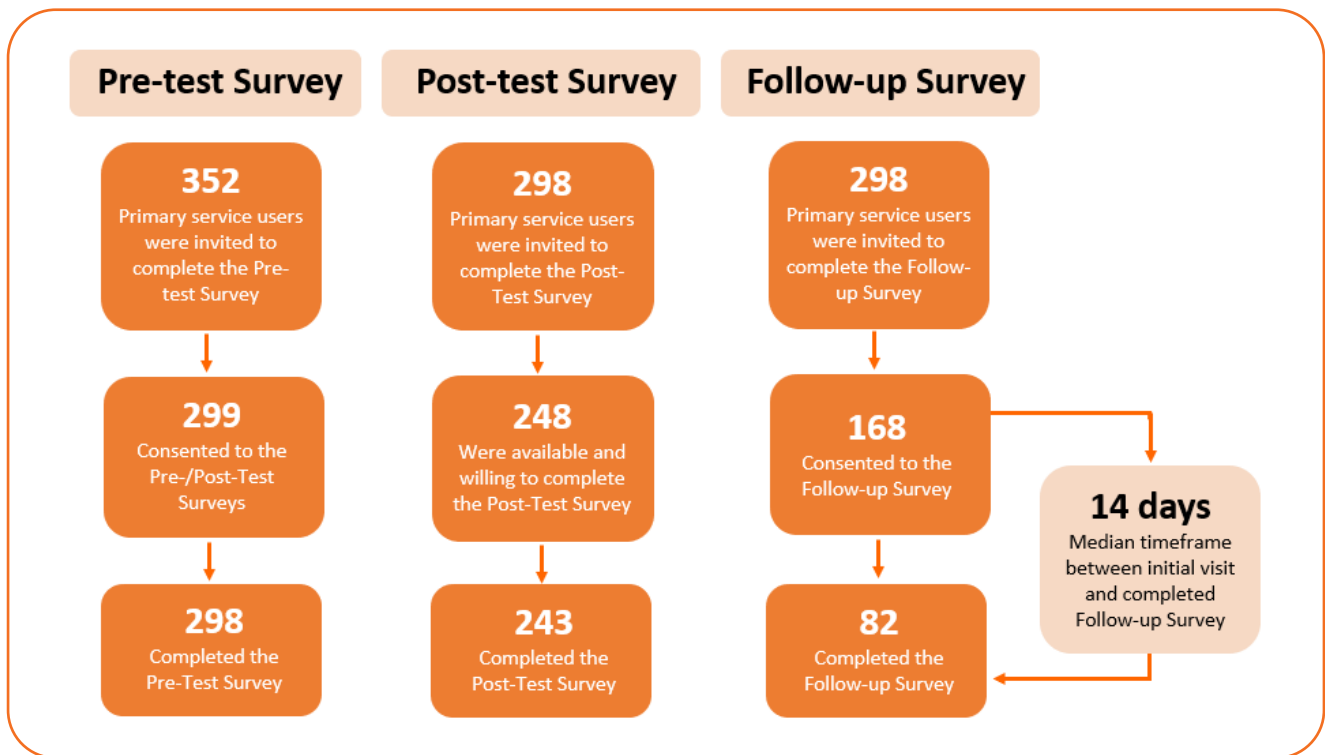 Pre-test Survey
352
Primary service users
were invited to
complete the Pre-
test Survey
299
Consented to the
Pre-/Post-Test
Surveys
298
Completed the
Pre-Test Survey
Post-test Survey
298
Primary service users
were invited to
complete the Post-
Test Survey
248
Were available and
willing to complete
the Post-Test Survey
243
Completed the
Post-Test Survey
Follow-up Survey
298
Primary service users
were invited to
complete the Follow-
up Survey
168
Consented to the
Follow-up Survey
82
Completed the
Follow-up Survey
14 days
Median timeframe
between initial visit
and completed
Follow-up Survey